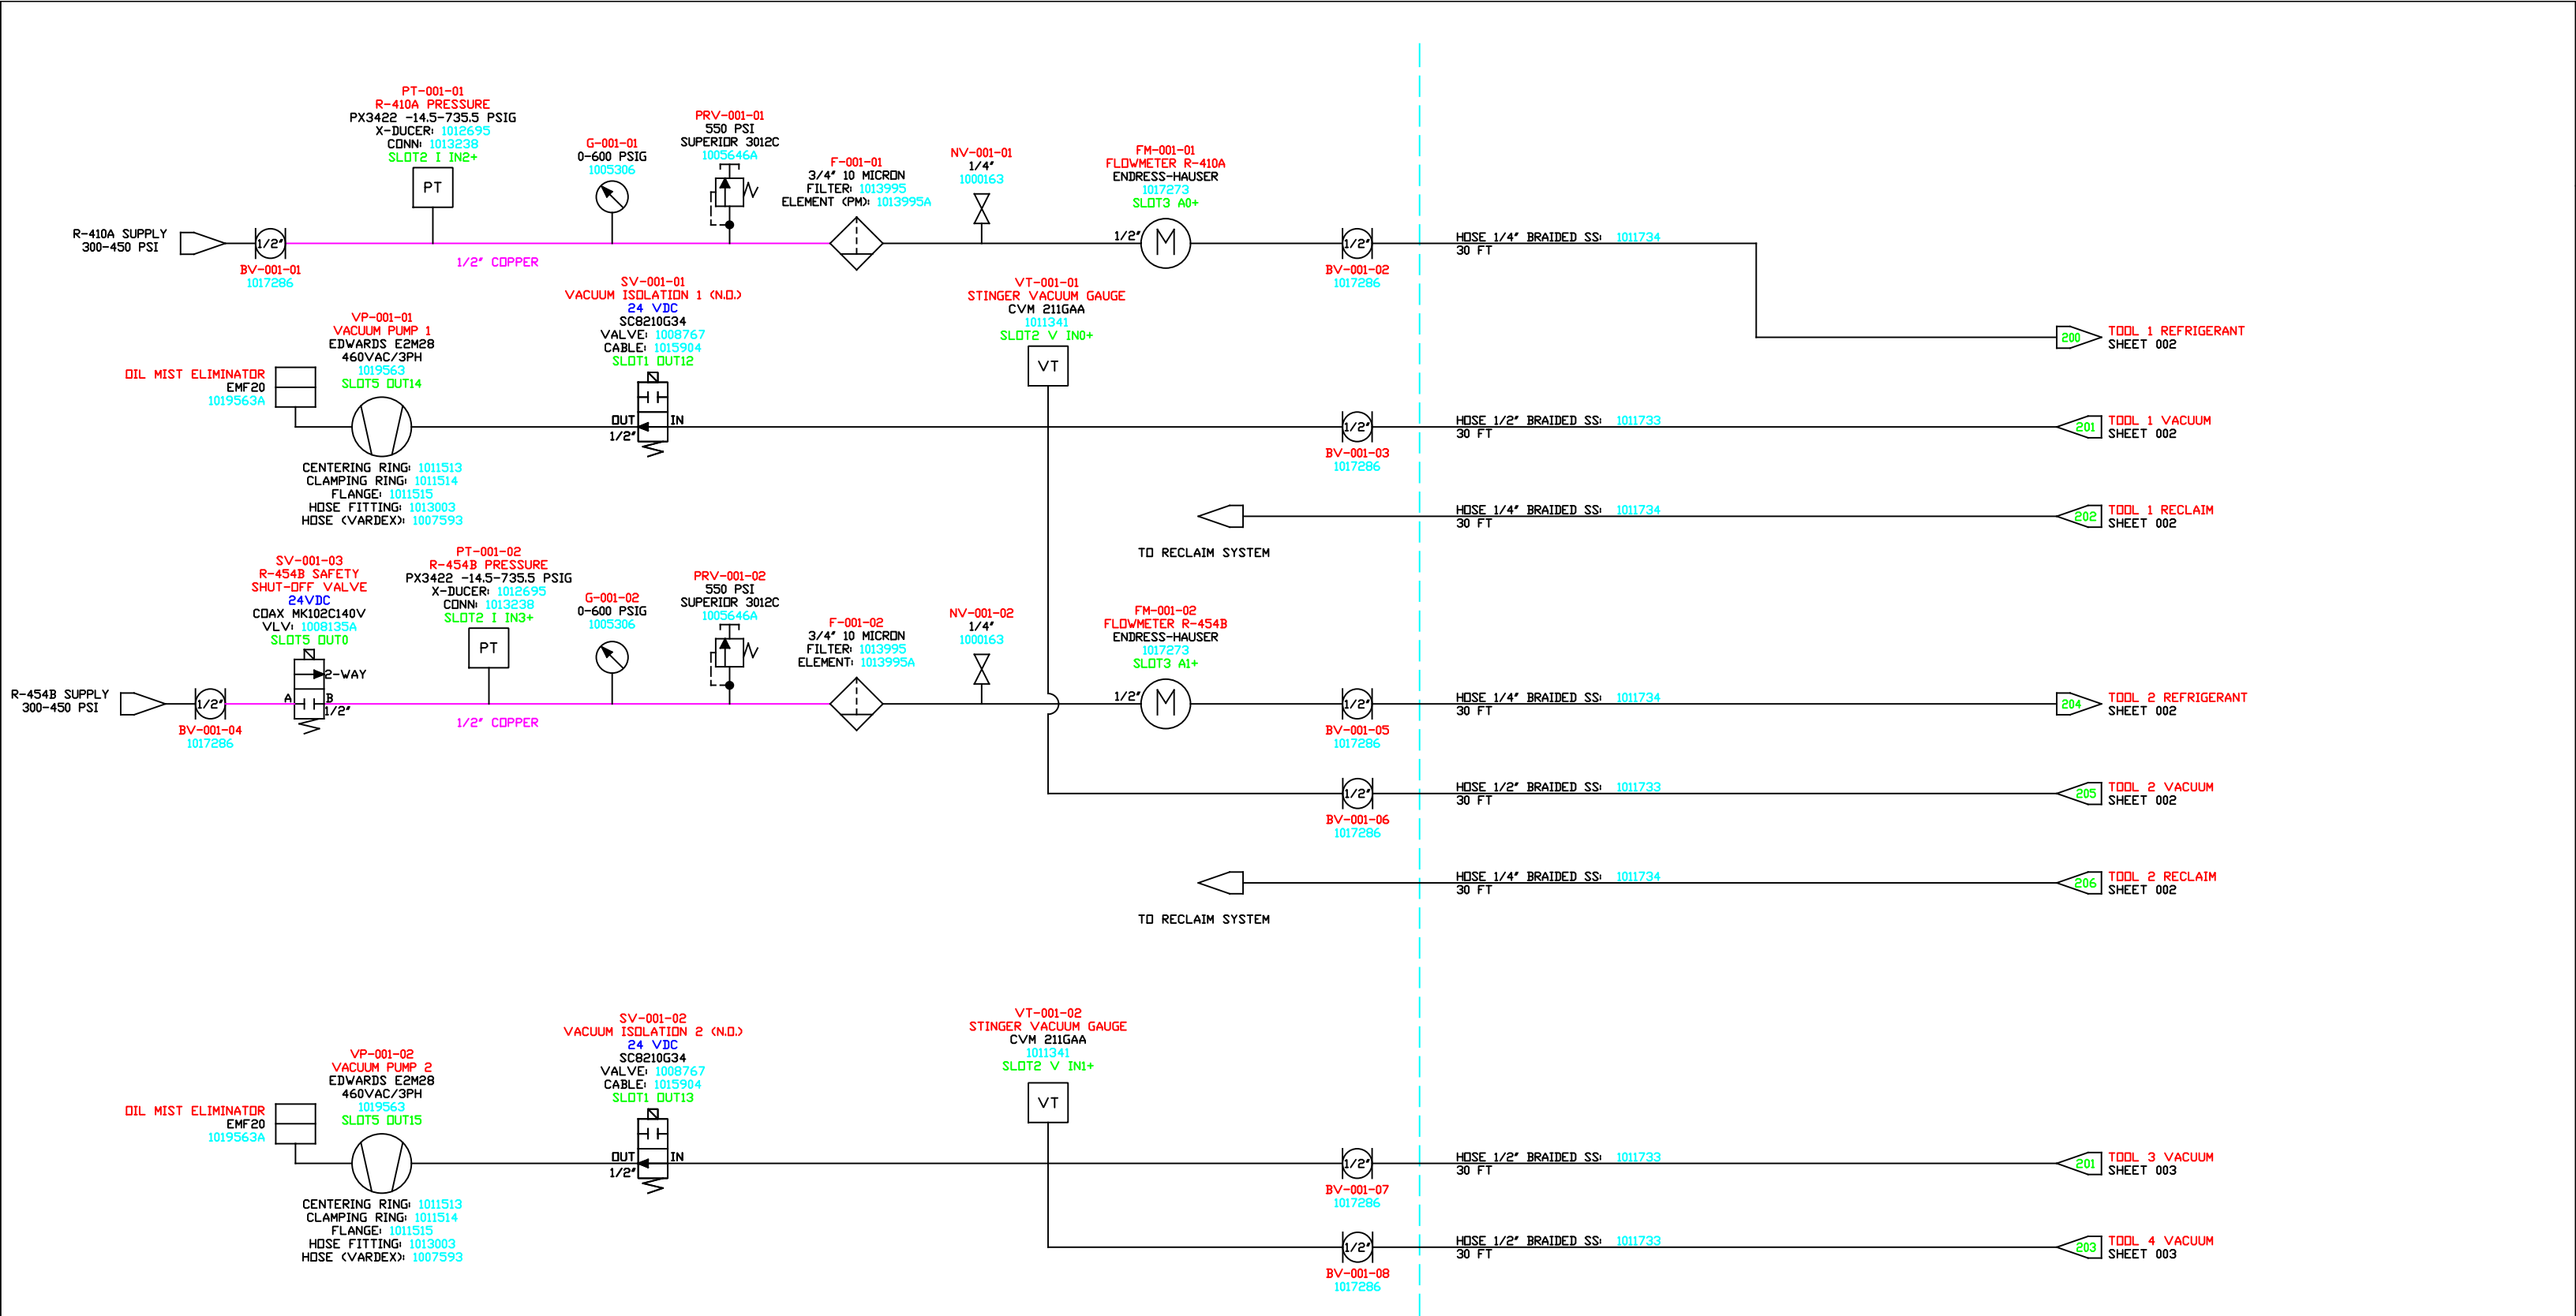 PT-001-01
R-410A PRESSURE
PX3422 -14.5-735.5 PSIG
X-DUCER: 1012695
CONN: 1013238
SLOT2 I IN2+
PT
G-001-01
0-600 PSIG
1005306
PRV-001-01
550 PSI
SUPERIOR 3012C
1005646A
F-001-01
3/4" 10 MICRON
FILTER: 1013995
ELEMENT (PM): 1013995A
NV-001-01
1/4"
1000163
FM-001-01
FLOWMETER R-410A
ENDRESS-HAUSER
1017273
SLOT3 A0+
R-410A SUPPLY
300-450 PSI
1/2"
BV-001-01
1017286
1/2" COPPER
1/2"
M
1/2"
BV-001-02
1017286
HOSE 1/4" BRAIDED SS: 1011734
30 FT
200
TOOL 1 REFRIGERANT
SHEET 002
VP-001-01
VACUUM PUMP 1
EDWARDS E2M28
460VAC/3PH
1019563
SLOT5 OUT14
OIL MIST ELIMINATOR
EMF20
1019563A
CENTERING RING: 1011513
CLAMPING RING: 1011514
FLANGE: 1011515
HOSE FITTING: 1013003
HOSE (VARDEX): 1007593
SV-001-01
VACUUM ISOLATION 1 (N.O.)
24 VDC
SC8210G34
VALVE: 1008767
CABLE: 1015904
SLOT1 OUT12
OUT
IN
1/2"
VT-001-01
STINGER VACUUM GAUGE
CVM 211GAA
1011341
SLOT2 V IN0+
VT
1/2"
BV-001-03
1017286
HOSE 1/2" BRAIDED SS: 1011733
30 FT
201
TOOL 1 VACUUM
SHEET 002
TO RECLAIM SYSTEM
HOSE 1/4" BRAIDED SS: 1011734
30 FT
202
TOOL 1 RECLAIM
SHEET 002
SV-001-03
R-454B SAFETY
SHUT-OFF VALVE
24VDC
COAX MK102C140V
VLV: 1008135A
SLOT5 OUT0
2-WAY
A
B
1/2"
PT-001-02
R-454B PRESSURE
PX3422 -14.5-735.5 PSIG
X-DUCER: 1012695
CONN: 1013238
SLOT2 I IN3+
PT
G-001-02
0-600 PSIG
1005306
PRV-001-02
550 PSI
SUPERIOR 3012C
1005646A
F-001-02
3/4" 10 MICRON
FILTER: 1013995
ELEMENT: 1013995A
NV-001-02
1/4"
1000163
FM-001-02
FLOWMETER R-454B
ENDRESS-HAUSER
1017273
SLOT3 A1+
R-454B SUPPLY
300-450 PSI
1/2"
BV-001-04
1017286
1/2" COPPER
1/2"
M
1/2"
BV-001-05
1017286
HOSE 1/4" BRAIDED SS: 1011734
30 FT
204
TOOL 2 REFRIGERANT
SHEET 002
1/2"
BV-001-06
1017286
HOSE 1/2" BRAIDED SS: 1011733
30 FT
205
TOOL 2 VACUUM
SHEET 002
TO RECLAIM SYSTEM
HOSE 1/4" BRAIDED SS: 1011734
30 FT
206
TOOL 2 RECLAIM
SHEET 002
VP-001-02
VACUUM PUMP 2
EDWARDS E2M28
460VAC/3PH
1019563
SLOT5 OUT15
OIL MIST ELIMINATOR
EMF20
1019563A
CENTERING RING: 1011513
CLAMPING RING: 1011514
FLANGE: 1011515
HOSE FITTING: 1013003
HOSE (VARDEX): 1007593
SV-001-02
VACUUM ISOLATION 2 (N.O.)
24 VDC
SC8210G34
VALVE: 1008767
CABLE: 1015904
SLOT1 OUT13
OUT
IN
1/2"
VT-001-02
STINGER VACUUM GAUGE
CVM 211GAA
1011341
SLOT2 V IN1+
VT
1/2"
BV-001-07
1017286
HOSE 1/2" BRAIDED SS: 1011733
30 FT
201
TOOL 3 VACUUM
SHEET 003
1/2"
BV-001-08
1017286
HOSE 1/2" BRAIDED SS: 1011733
30 FT
203
TOOL 4 VACUUM
SHEET 003